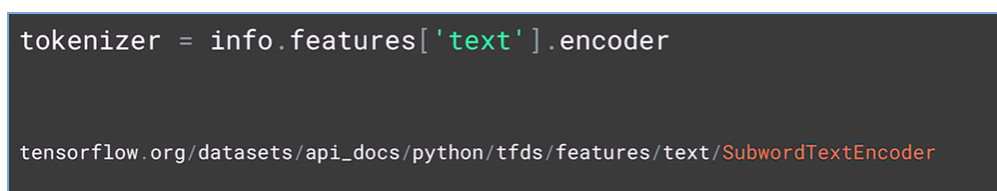 tokenizer = info.features['text'].encoder
tensorflow.org/datasets/api_docs/python/tfds/features/text/SubwordTextEncoder